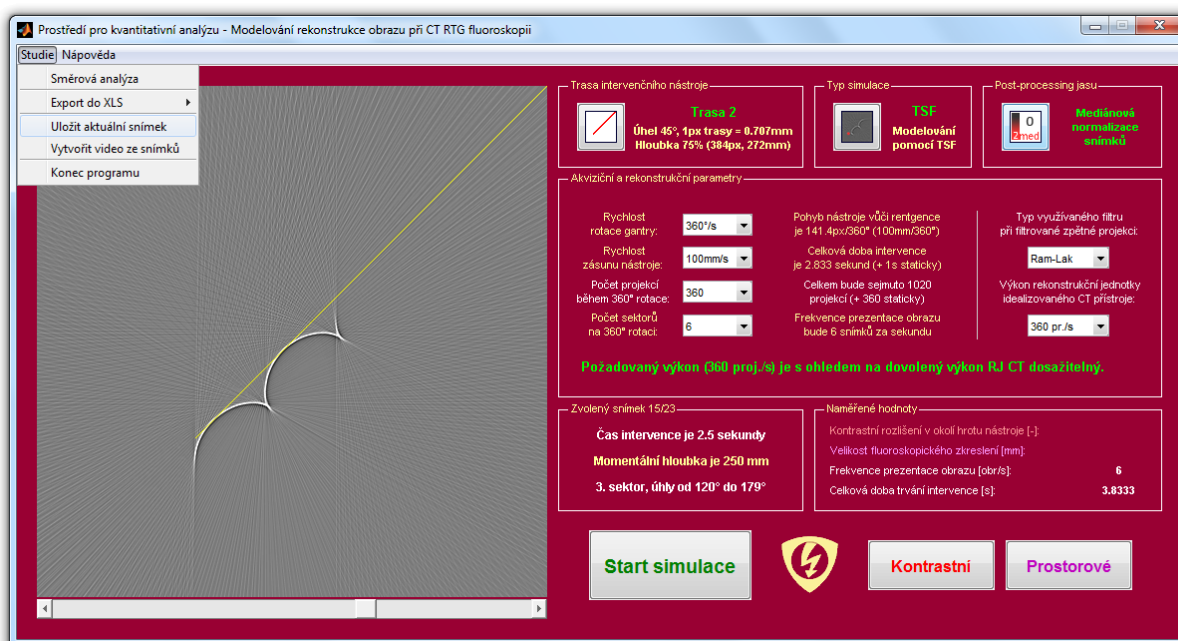 Prostředí pro kvantitativní analýzu - Modelování rekonstrukce obrazu při CT RTG fluoroskopii
Studie Nápověda
Směrová analýza
Export do XLS
Uložit aktuální snímek
Vytvořit video ze snímků
Konec programu
Trasa intervenčního nástroje
Trasa 2
Úhel 45°, 1px trasy = 0.707mm
Hloubka 75% (384px, 272mm)
Typ simulace
TSF
Modelování
pomocí TSF
Post-processing jasu
0
2med
Mediánová
normalizace
snímků
Akviziční a rekonstrukční parametry
Rychlost
rotace gantry:
360°/s
Pohyb nástroje vůči rentgence
je 141.4px/360° (100mm/360°)
Typ využívaného filtru
při filtrované zpětné projekci:
Rychlost
zásunu nástroje:
100mm/s
Celková doba intervence
je 2.833 sekund (+ 1s staticky)
Ram-Lak
Počet projekcí
během 360° rotace:
360
Celkem bude sejmuto 1020
projekcí (+ 360 staticky)
Výkon rekonstrukční jednotky
idealizovaného CT přístroje:
Počet sektorů
na 360° rotaci:
6
Frekvence prezentace obrazu
bude 6 snímků za sekundu
360 pr./s
Požadovaný výkon (360 proj./s) je s ohledem na dovolený výkon RJ CT dosažitelný.
Zvolený snímek 15/23
Čas intervence je 2.5 sekundy
Momentální hloubka je 250 mm
3. sektor, úhly od 120° do 179°
Naměřené hodnoty
Kontrastní rozlišení v okolí hrotu nástroje [-]:
Velikost fluoroskopického zkreslení [mm]:
Frekvence prezentace obrazu [obr/s]: 6
Celková doba trvání intervence [s]: 3.8333
Start simulace
Kontrastní
Prostorové